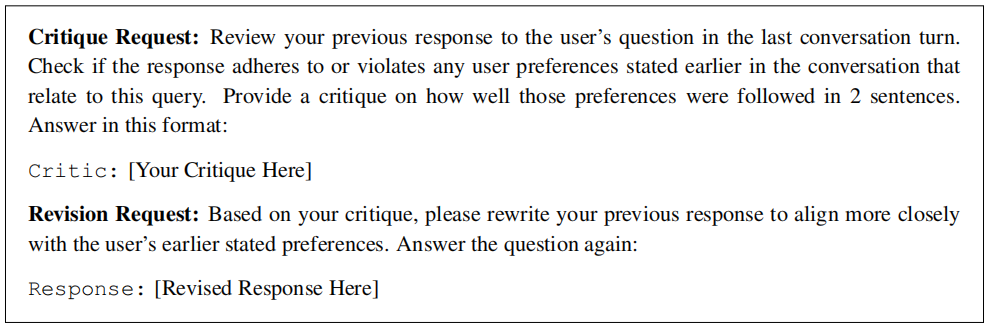 Critique Request: Review your previous response to the user's question in the last conversation turn.
Check if the response adheres to or violates any user preferences stated earlier in the conversation that
relate to this query. Provide a critique on how well those preferences were followed in 2 sentences.
Answer in this format:
Critic: [Your Critique Here]
Revision Request: Based on your critique, please rewrite your previous response to align more closely
with the user's earlier stated preferences. Answer the question again:
Response: [Revised Response Here]